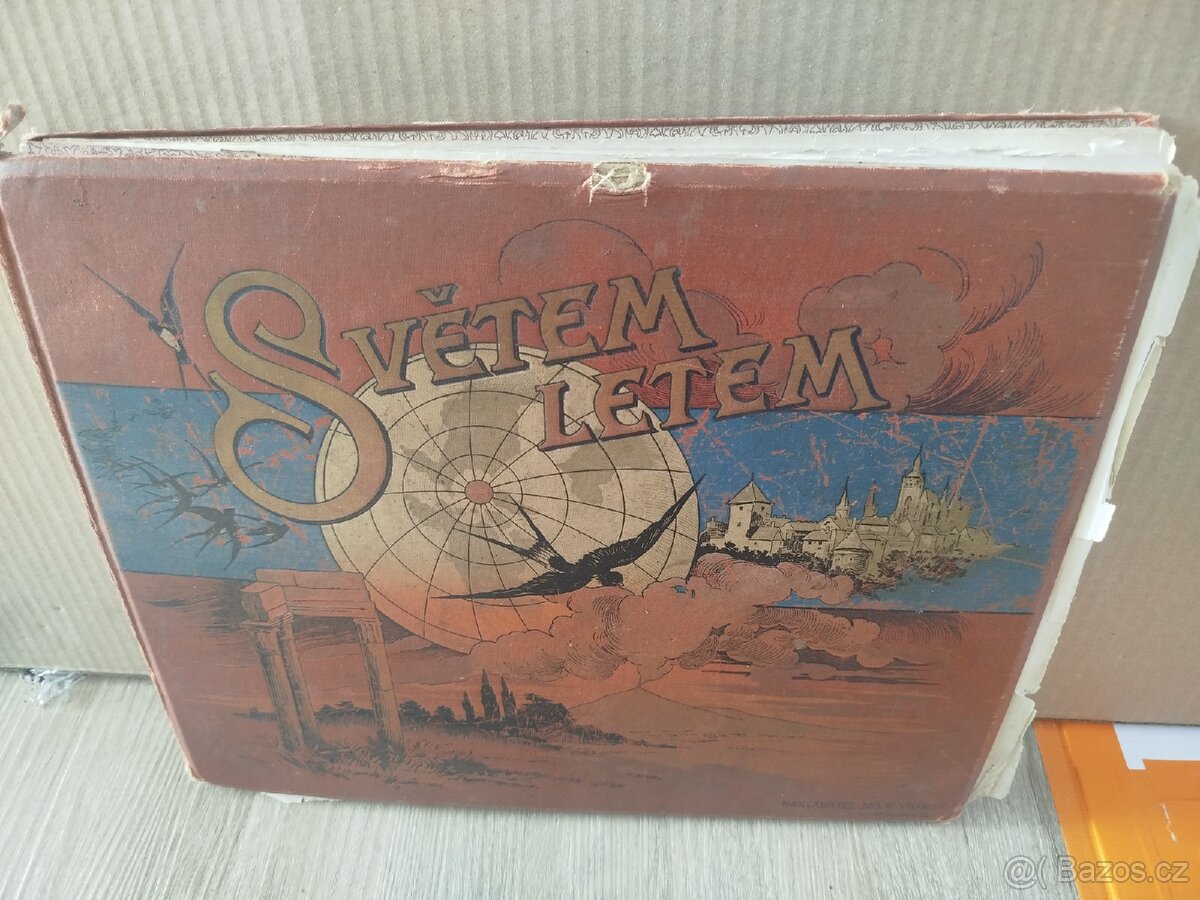 SVĚTEM
LETEM
NAKLADATEL JOS. R. VILÍMEK
@( Bazos.cz